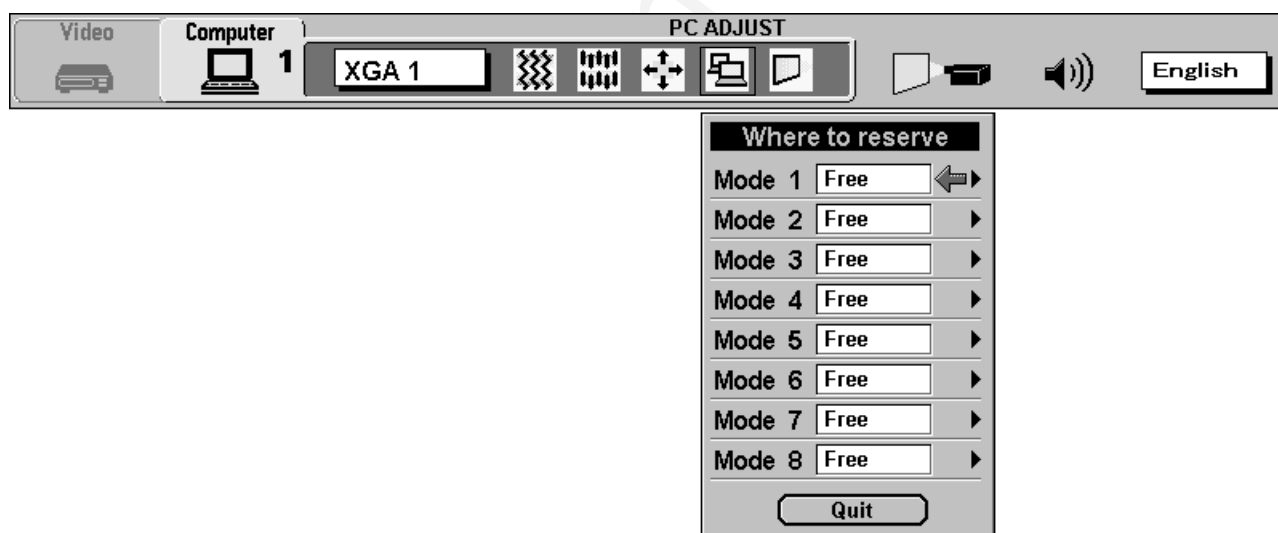 Video
Computer
1
PC ADJUST
XGA 1
English
Where to reserve
Mode 1 Free
Mode 2 Free
Mode 3 Free
Mode 4 Free
Mode 5 Free
Mode 6 Free
Mode 7 Free
Mode 8 Free
Quit